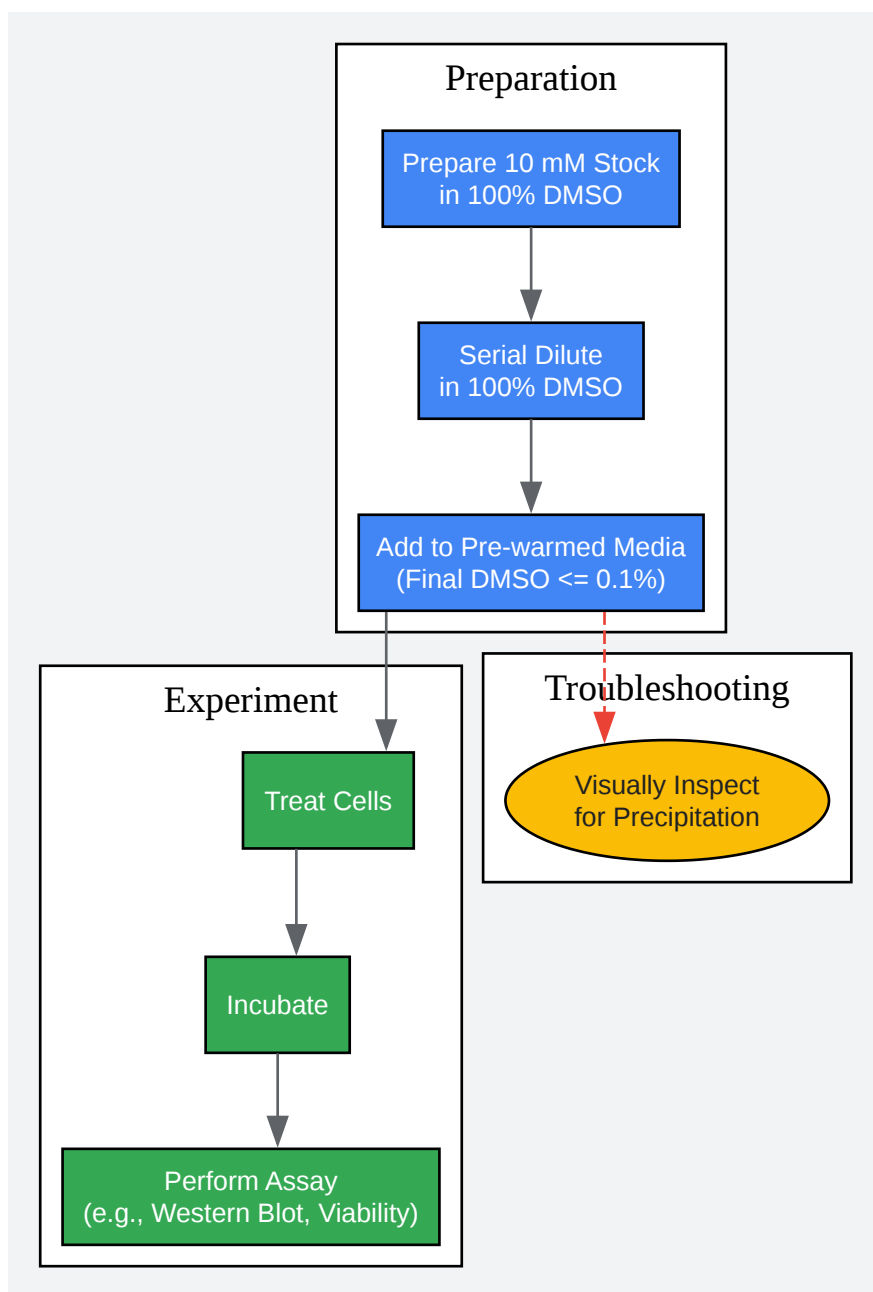 Preparation
Prepare 10 mM Stock
in 100% DMSO
Serial Dilute
in 100% DMSO
Add to Pre-warmed Media
(Final DMSO <= 0.1%)
Experiment
Treat Cells
Incubate
Perform Assay
(e.g., Western Blot, Viability)
Troubleshooting
Visually Inspect
for Precipitation